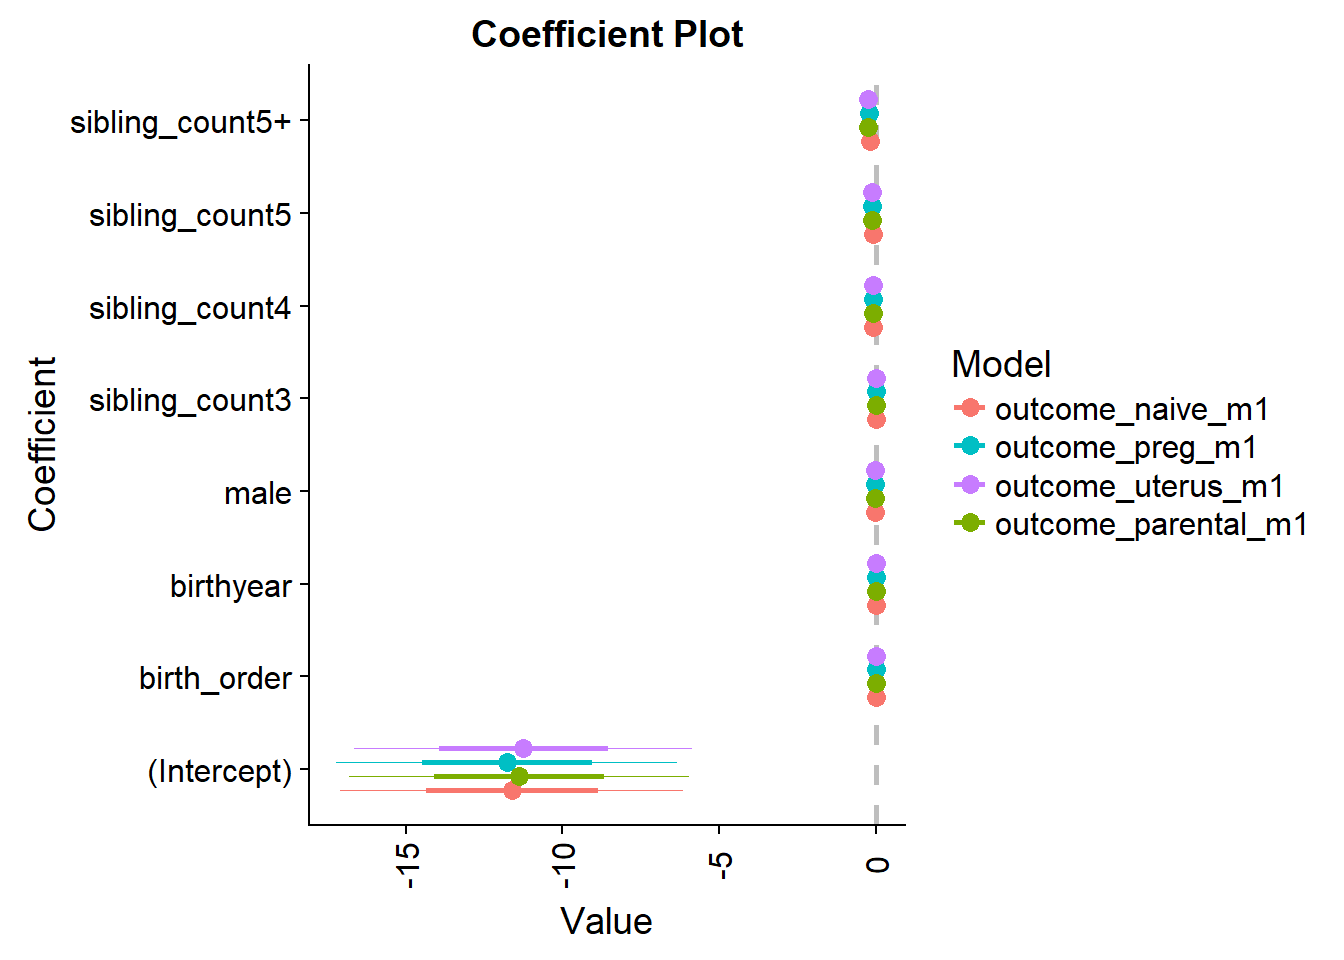 Coefficient Plot
sibling_count5+
sibling_count5
sibling_count4
sibling_count3
male
birthyear
birth_order
(Intercept)
Coefficient
-15
-10
-5
0
Value
Model
outcome_naive_m1
outcome_preg_m1
outcome_uterus_m1
outcome_parental_m1